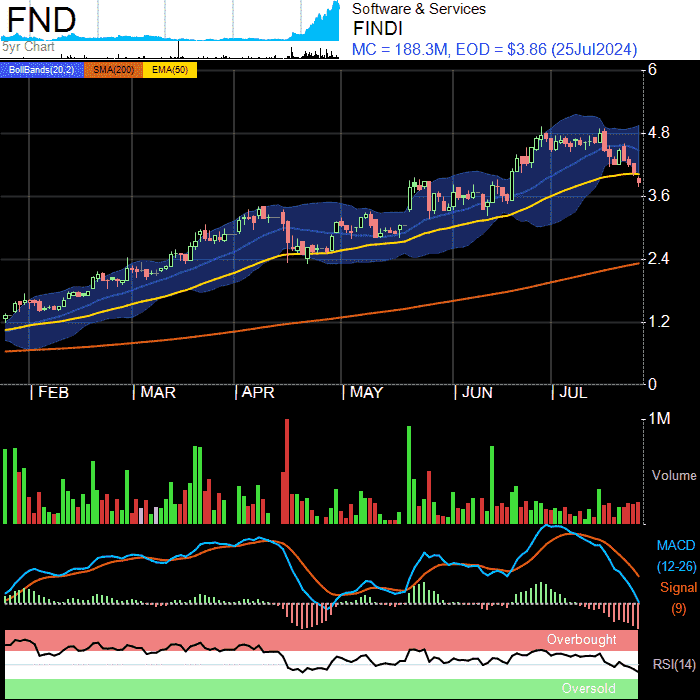 FND
5yr Chart
Software & Services
FINDI
MC = 188.3M, EOD = $3.86 (25Jul2024)
BollBands(20,2) SMA(200) EMA(50)
6
4.8
3.6
2.4
1.2
0
FEB MAR APR MAY JUN JUL
1M
Volume
MACD
(12-26)
Signal
(9)
Overbought
RSI(14)
Oversold